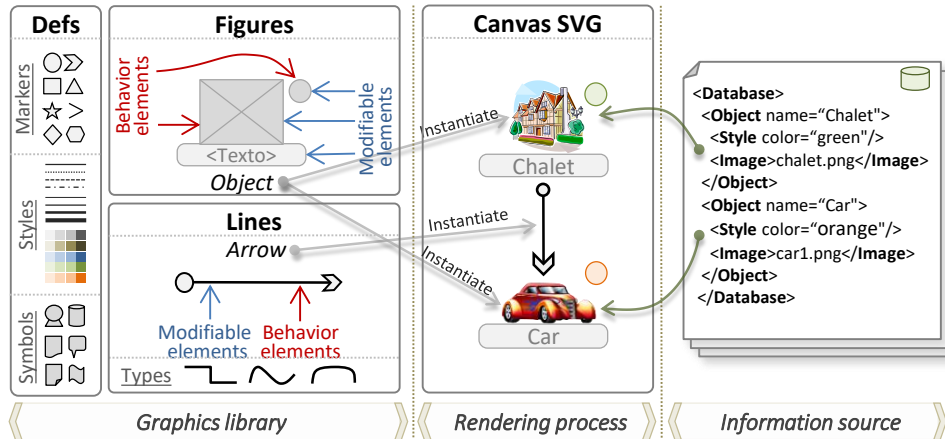 Defs
Markers
Styles
Symbols
Figures
Behavior
elements
Modifiable
elements
<Texto>
Object
Lines
Arrow
Modifiable
elements
Behavior
elements
Types
Canvas SVG
Instantiate
Chalet
Instantiate
Instantiate
Car
<Database>
<Object name=“Chalet">
<Style color=“green"/>
<Image>chalet.png</Image>
</Object>
<Object name=“Car">
<Style color=“orange"/>
<Image>car1.png</Image>
</Object>
</Database>
Graphics library
Rendering process
Information source